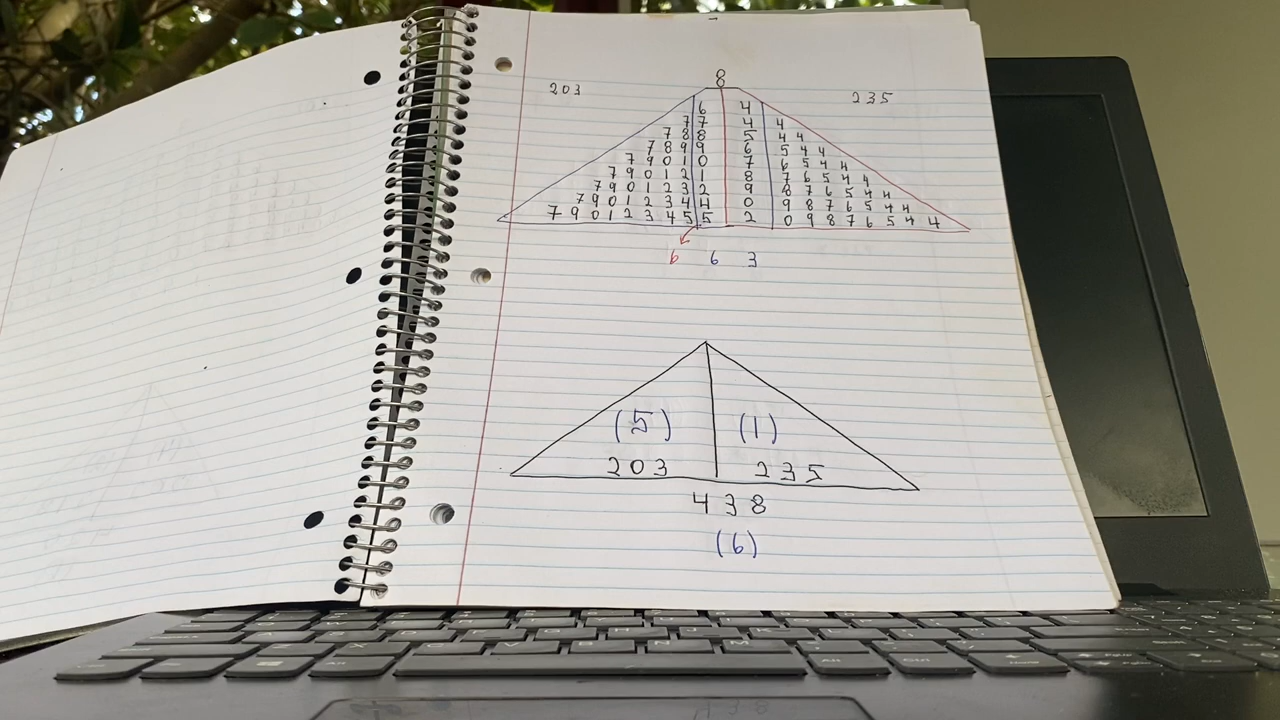 8
203 235
6 4
7 7 4 4
7 8 8 5 4 4
7 8 9 9 6 5 4 4
7 9 0 1 0 7 6 5 4 4
7 9 0 1 2 1 8 7 6 5 4 4
7 9 0 1 2 3 2 9 8 7 6 5 4 4
7 9 0 1 2 3 4 4 0 9 8 7 6 5 4 4
7 9 0 1 2 3 4 5 5 2 0 9 8 7 6 5 4 4
6 6 3
(5) (1)
203 235
438
(6)